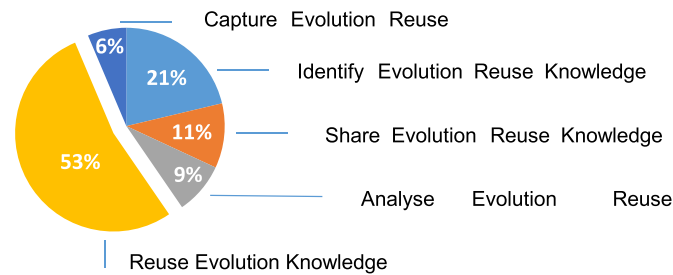 Capture Evolution Reuse
6%
21%
Identify Evolution Reuse Knowledge
11%
Share Evolution Reuse Knowledge
53%
9%
Analyse Evolution Reuse
Reuse Evolution Knowledge